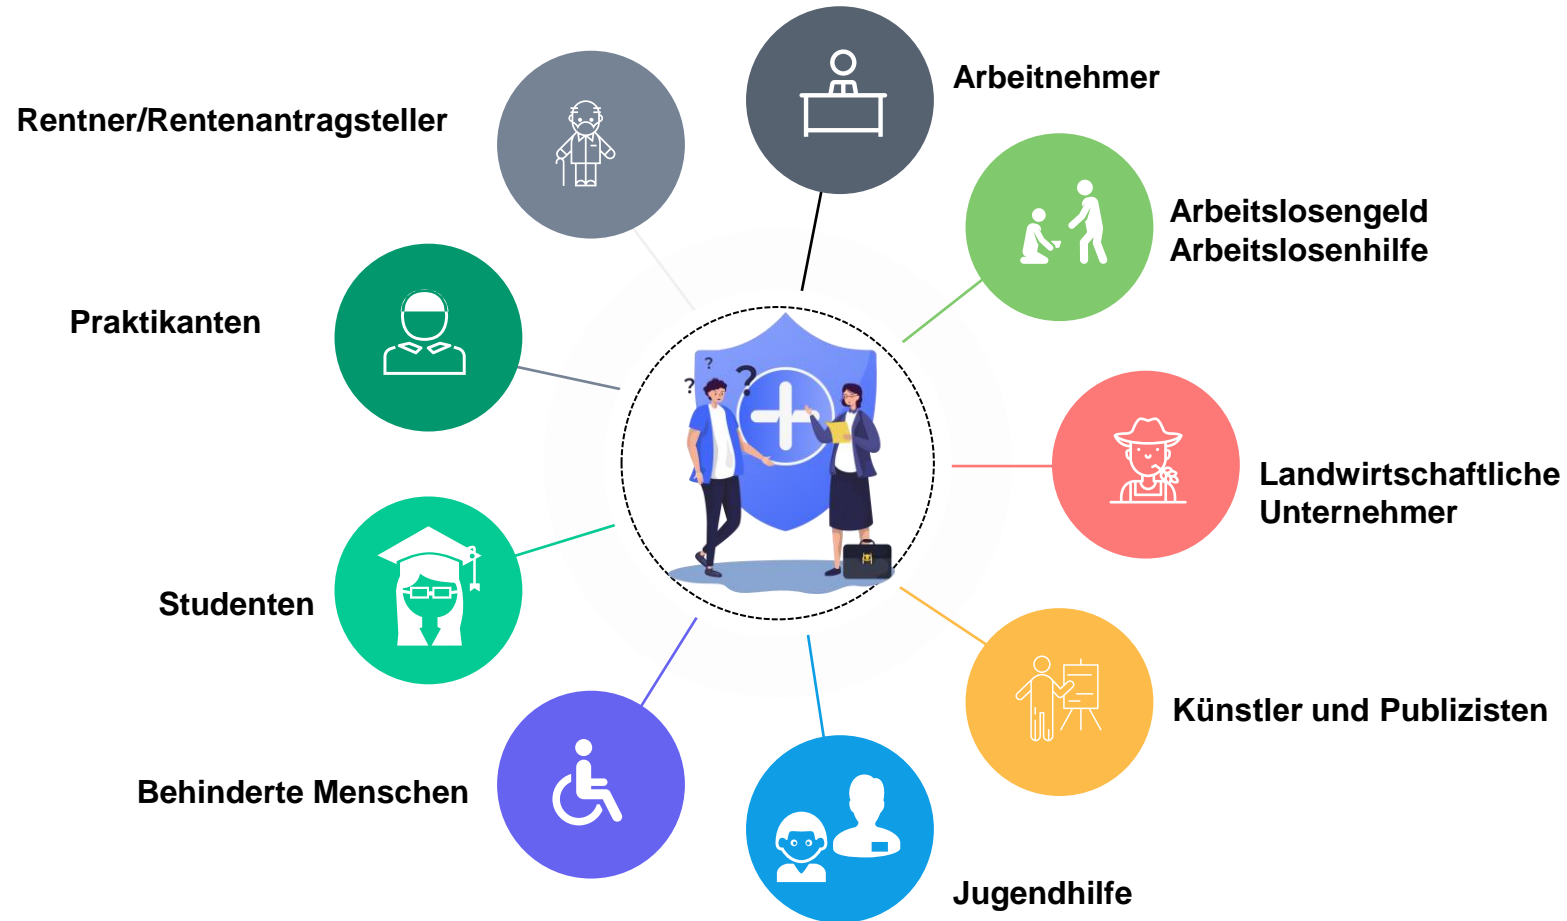 Arbeitnehmer
Rentner/Rentenantragsteller
Arbeitslosengeld
Arbeitslosenhilfe
Praktikanten
? ? ?
Landwirtschaftliche
Unternehmer
Studenten
Künstler und Publizisten
Behinderte Menschen
Jugendhilfe